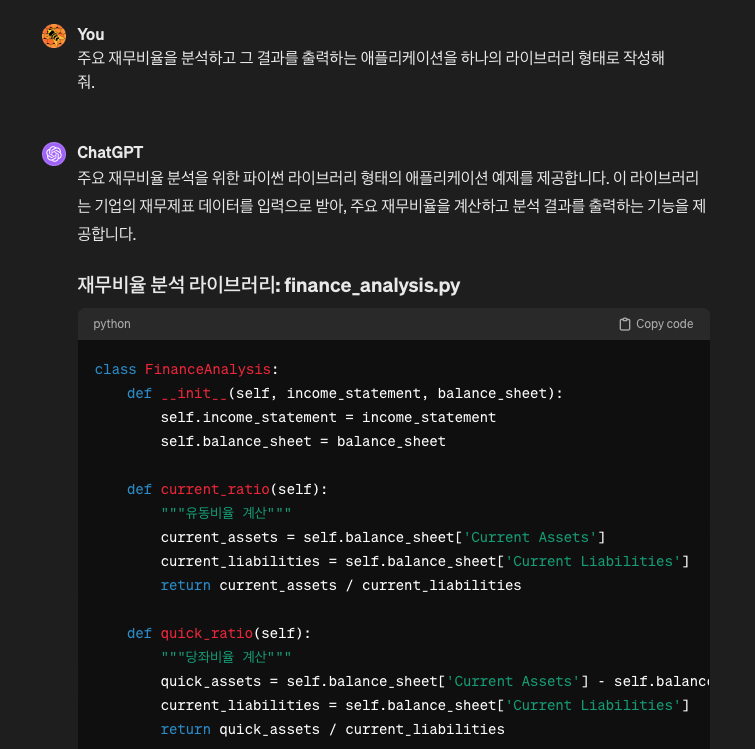 You
주요 재무비율을 분석하고 그 결과를 출력하는 애플리케이션을 하나의 라이브러리 형태로 작성해
줘.
ChatGPT
주요 재무비율 분석을 위한 파이썬 라이브러리 형태의 애플리케이션 예제를 제공합니다. 이 라이브러리
는 기업의 재무제표 데이터를 입력으로 받아, 주요 재무비율을 계산하고 분석 결과를 출력하는 기능을 제
공합니다.
재무비율 분석 라이브러리: finance_analysis.py
python Copy code
class FinanceAnalysis:
    def __init__(self, income_statement, balance_sheet):
        self.income_statement = income_statement
        self.balance_sheet = balance_sheet
    def current_ratio(self):
        """유동비율 계산"""
        current_assets = self.balance_sheet['Current Assets']
        current_liabilities = self.balance_sheet['Current Liabilities']
        return current_assets / current_liabilities
    def quick_ratio(self):
        """당좌비율 계산"""
        quick_assets = self.balance_sheet['Current Assets'] - self.balanc
        current_liabilities = self.balance_sheet['Current Liabilities']
        return quick_assets / current_liabilities